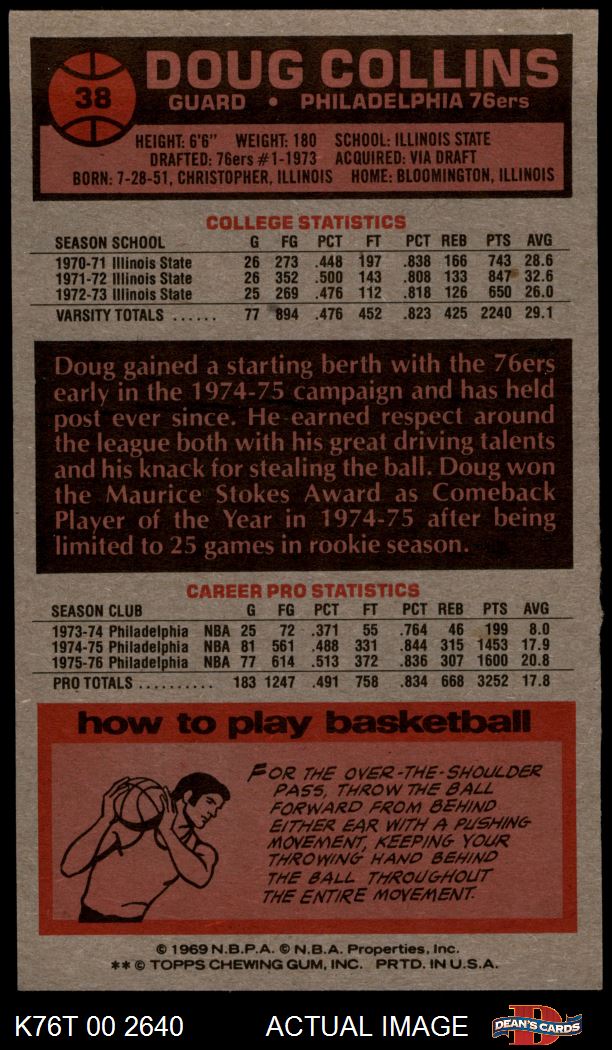 38
DOUG COLLINS
GUARD • PHILADELPHIA 76ers
HEIGHT: 6'6" WEIGHT: 180 SCHOOL: ILLINOIS STATE
DRAFTED: 76ers #1-1973 ACQUIRED: VIA DRAFT
BORN: 7-28-51, CHRISTOPHER, ILLINOIS HOME: BLOOMINGTON, ILLINOIS
COLLEGE STATISTICS
SEASON SCHOOL G FG PCT FT PCT REB PTS AVG
1970-71 Illinois State 26 273 .448 197 .838 166 743 28.6
1971-72 Illinois State 26 352 .500 143 .808 133 847 32.6
1972-73 Illinois State 25 269 .476 112 .818 126 650 26.0
VARSITY TOTALS ...... 77 894 .476 452 .823 425 2240 29.1
Doug gained a starting berth with the 76ers
early in the 1974-75 campaign and has held
post ever since. He earned respect around
the league both with his great driving talents
and his knack for stealing the ball. Doug won
the Maurice Stokes Award as Comeback
Player of the Year in 1974-75 after being
limited to 25 games in rookie season.
CAREER PRO STATISTICS
SEASON CLUB G FG PCT FT PCT REB PTS AVG
1973-74 Philadelphia NBA 25 72 .371 55 .764 46 199 8.0
1974-75 Philadelphia NBA 81 561 .488 331 .844 315 1453 17.9
1975-76 Philadelphia NBA 77 614 .513 372 .836 307 1600 20.8
PRO TOTALS .......... 183 1247 .491 758 .834 668 3252 17.8
how to play basketball
FOR THE OVER-THE-SHOULDER
PASS, THROW THE BALL
FORWARD FROM BEHIND
EITHER EAR WITH A PUSHING
MOVEMENT, KEEPING YOUR
THROWING HAND BEHIND
THE BALL THROUGHOUT
THE ENTIRE MOVEMENT.
© 1969 N.B.P.A. © N.B.A. Properties, Inc.
** © TOPPS CHEWING GUM, INC. PRTD. IN U.S.A.
K76T 00 2640 ACTUAL IMAGE D DEAN'S CARDS